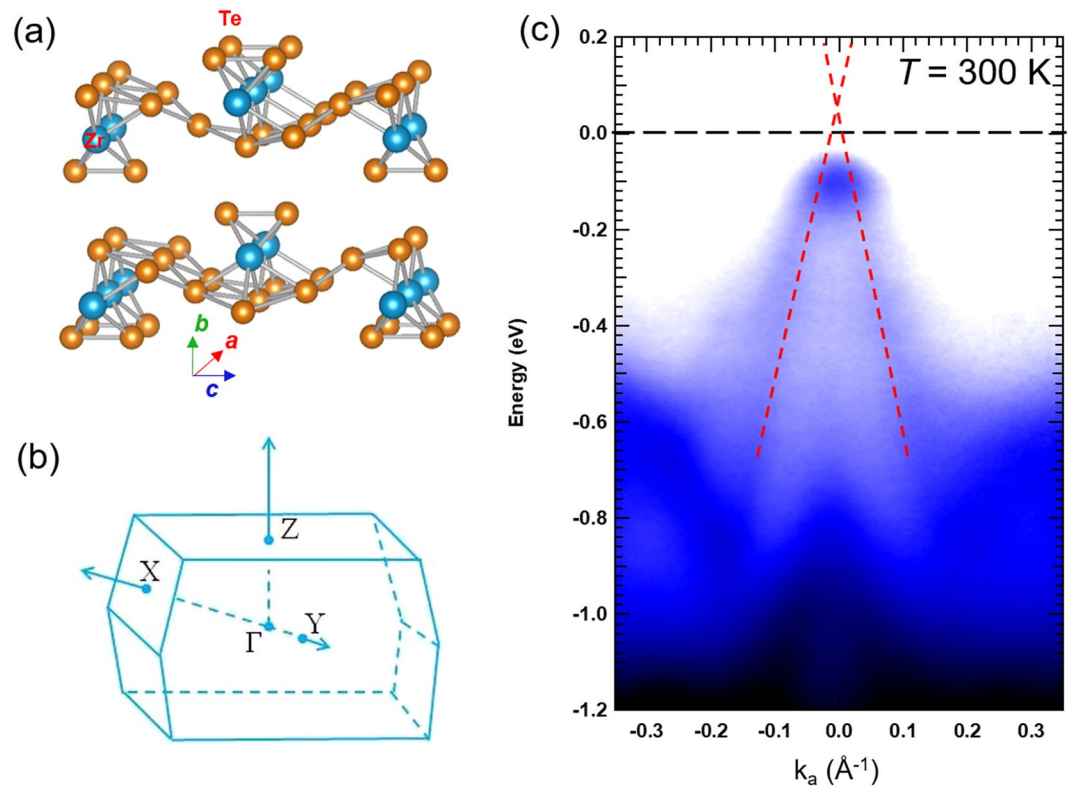 (a)
Te
Zr
b
a
c
(b)
Z
X
Γ
Y
(c)
T = 300 K
0.2
0.0
-0.2
-0.4
-0.6
-0.8
-1.0
-1.2
Energy (eV)
-0.3 -0.2 -0.1 0.0 0.1 0.2 0.3
kₐ (Å⁻¹)